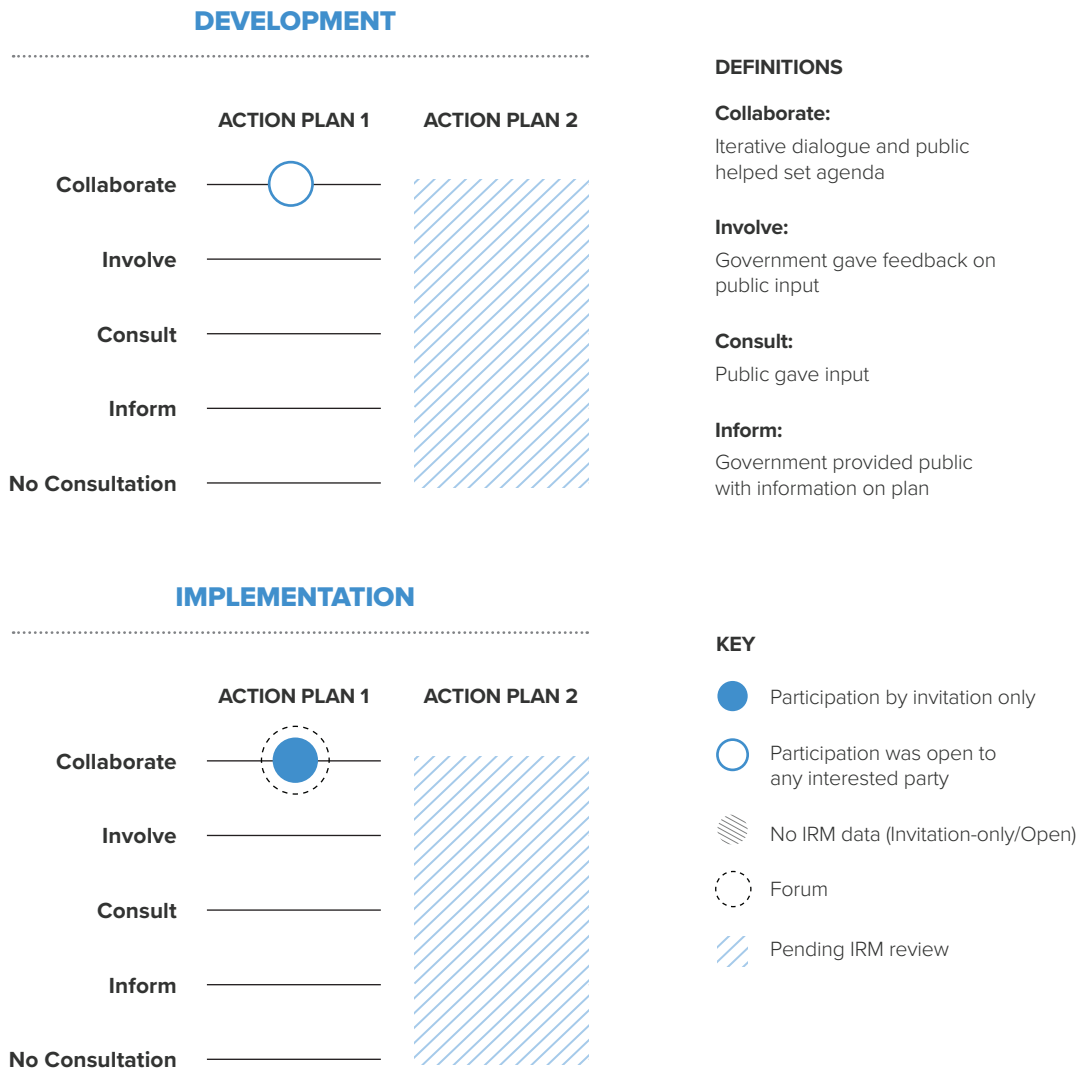 DEVELOPMENT
ACTION PLAN 1
ACTION PLAN 2
Collaborate
Involve
Consult
Inform
No Consultation
DEFINITIONS
Collaborate:
Iterative dialogue and public
helped set agenda
Involve:
Government gave feedback on
public input
Consult:
Public gave input
Inform:
Government provided public
with information on plan
IMPLEMENTATION
ACTION PLAN 1
ACTION PLAN 2
Collaborate
Involve
Consult
Inform
No Consultation
KEY
Participation by invitation only
Participation was open to
any interested party
No IRM data (Invitation-only/Open)
Forum
Pending IRM review